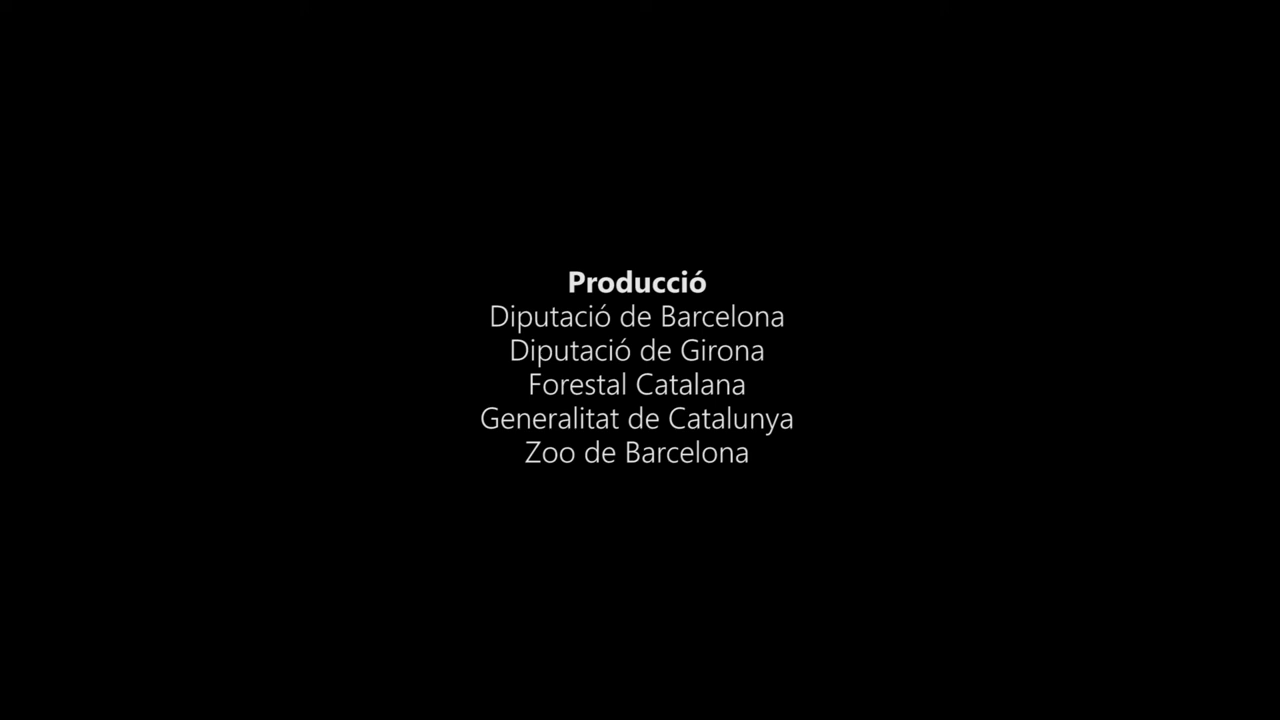 Producció
Diputació de Barcelona
Diputació de Girona
Forestal Catalana
Generalitat de Catalunya
Zoo de Barcelona